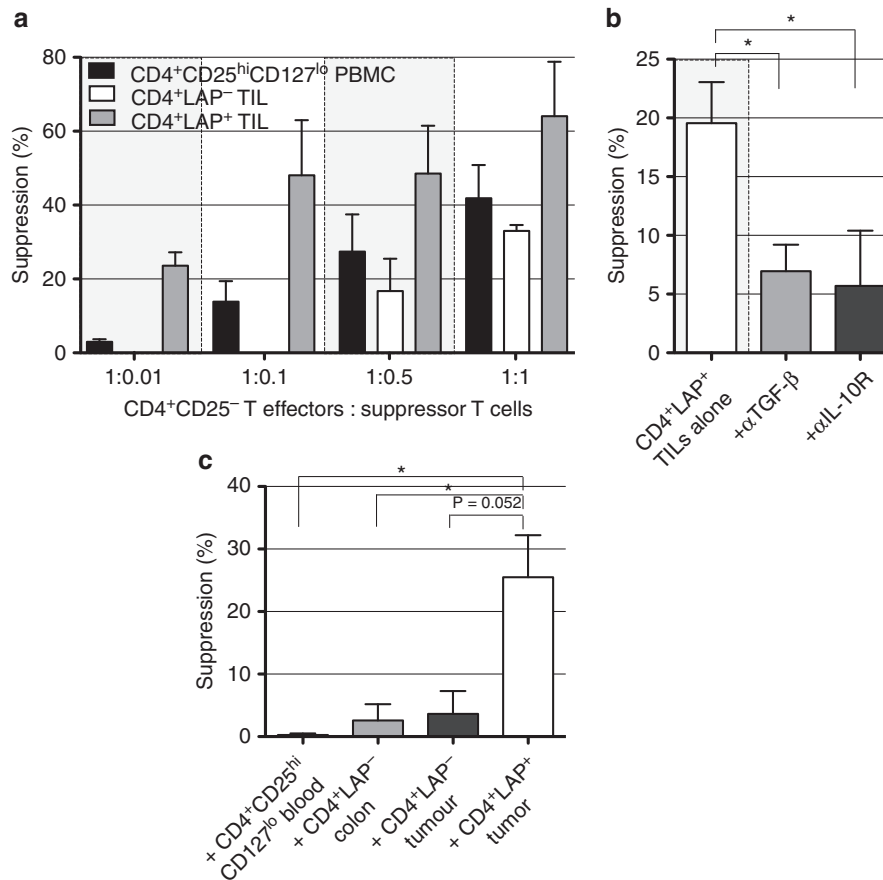 a
80
60
40
20
0
Suppression (%)
CD4⁺CD25ʰⁱCD127ˡᵒ PBMC
CD4⁺LAP⁻ TIL
CD4⁺LAP⁺ TIL
1:0.01 1:0.1 1:0.5 1:1
CD4⁺CD25⁻ T effectors : suppressor T cells
b
25
20
15
10
5
0
Suppression (%)
*
*
CD4⁺LAP⁺
TILs alone
+αTGF-β
+αIL-10R
c
40
30
20
10
0
Suppression (%)
*
*
P = 0.052
+ CD4⁺CD25ʰⁱ
CD127ˡᵒ blood
+ CD4⁺LAP⁻
colon
+ CD4⁺LAP⁻
tumour
+ CD4⁺LAP⁺
tumor